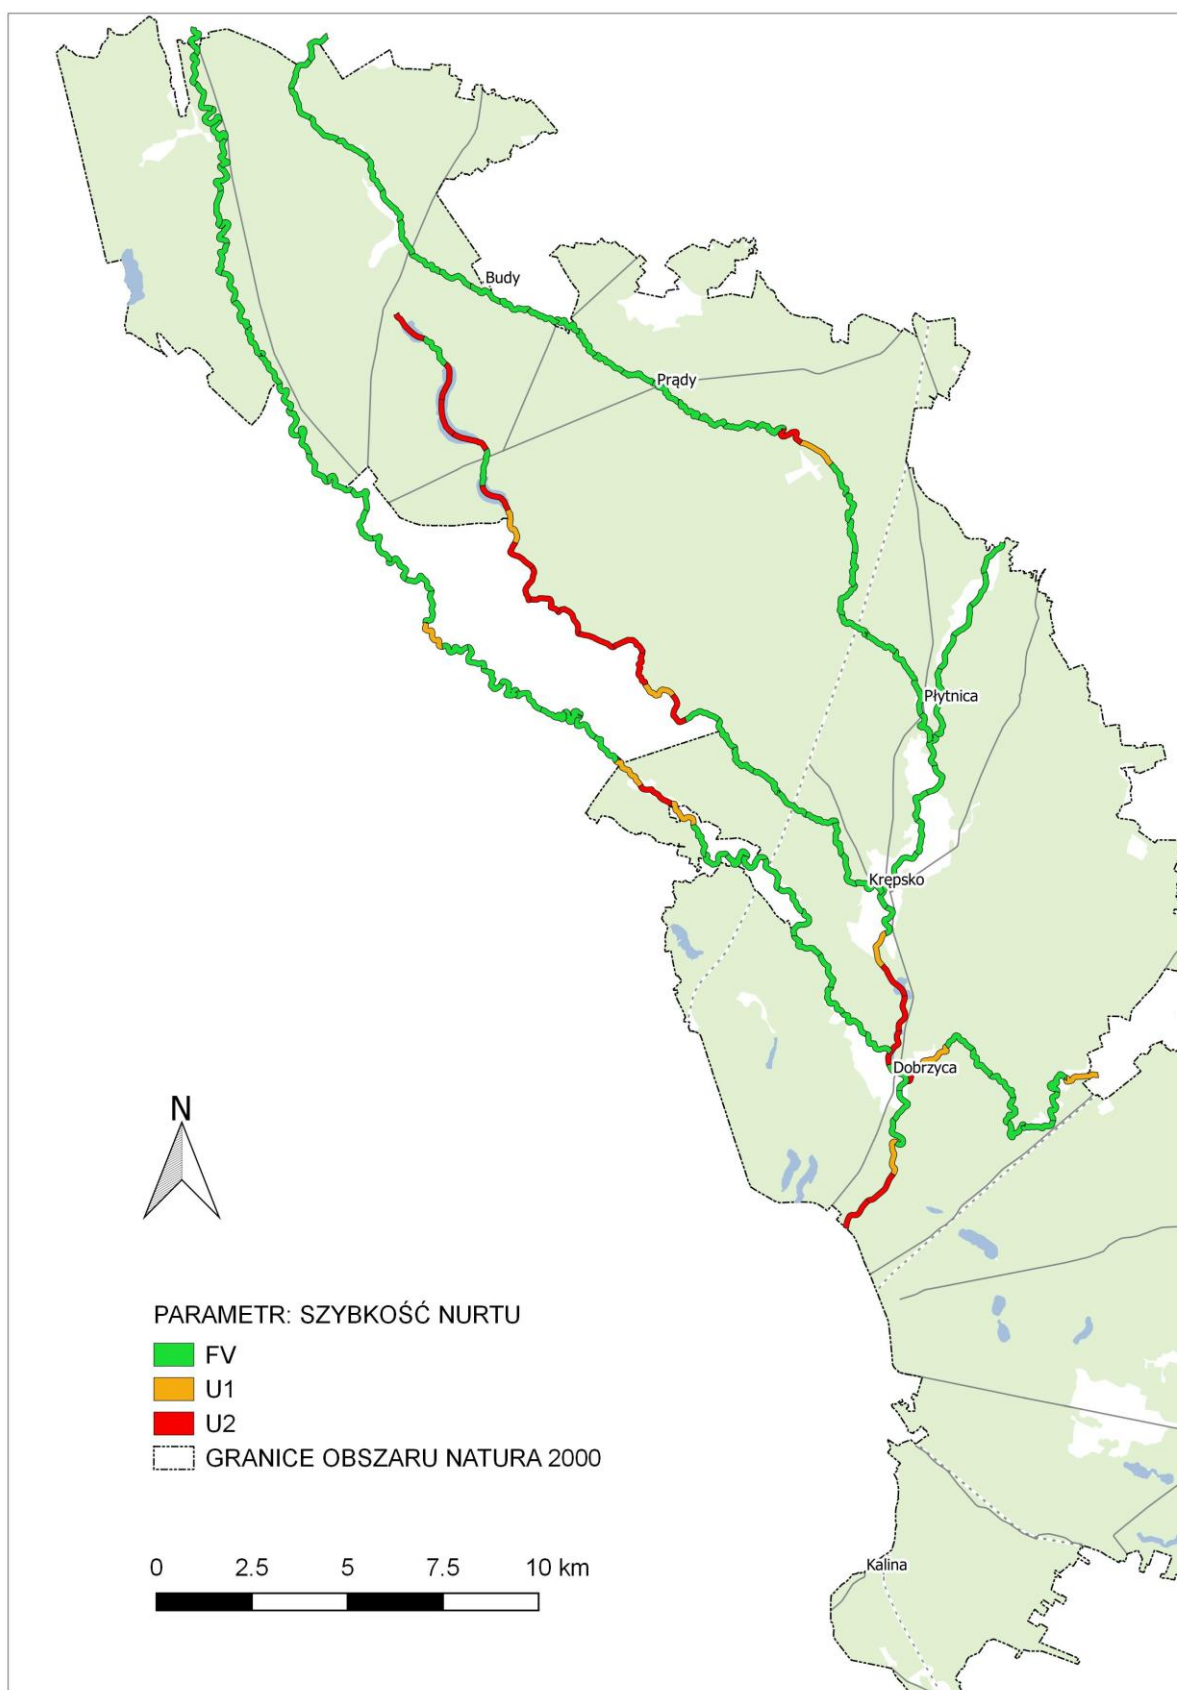 Budy
Prądy
Płytnica
Krępsko
Dobrzyca
N
PARAMETR: SZYBKOŚĆ NURTU
FV
U1
U2
GRANICE OBSZARU NATURA 2000
0 2.5 5 7.5 10 km
Kalina